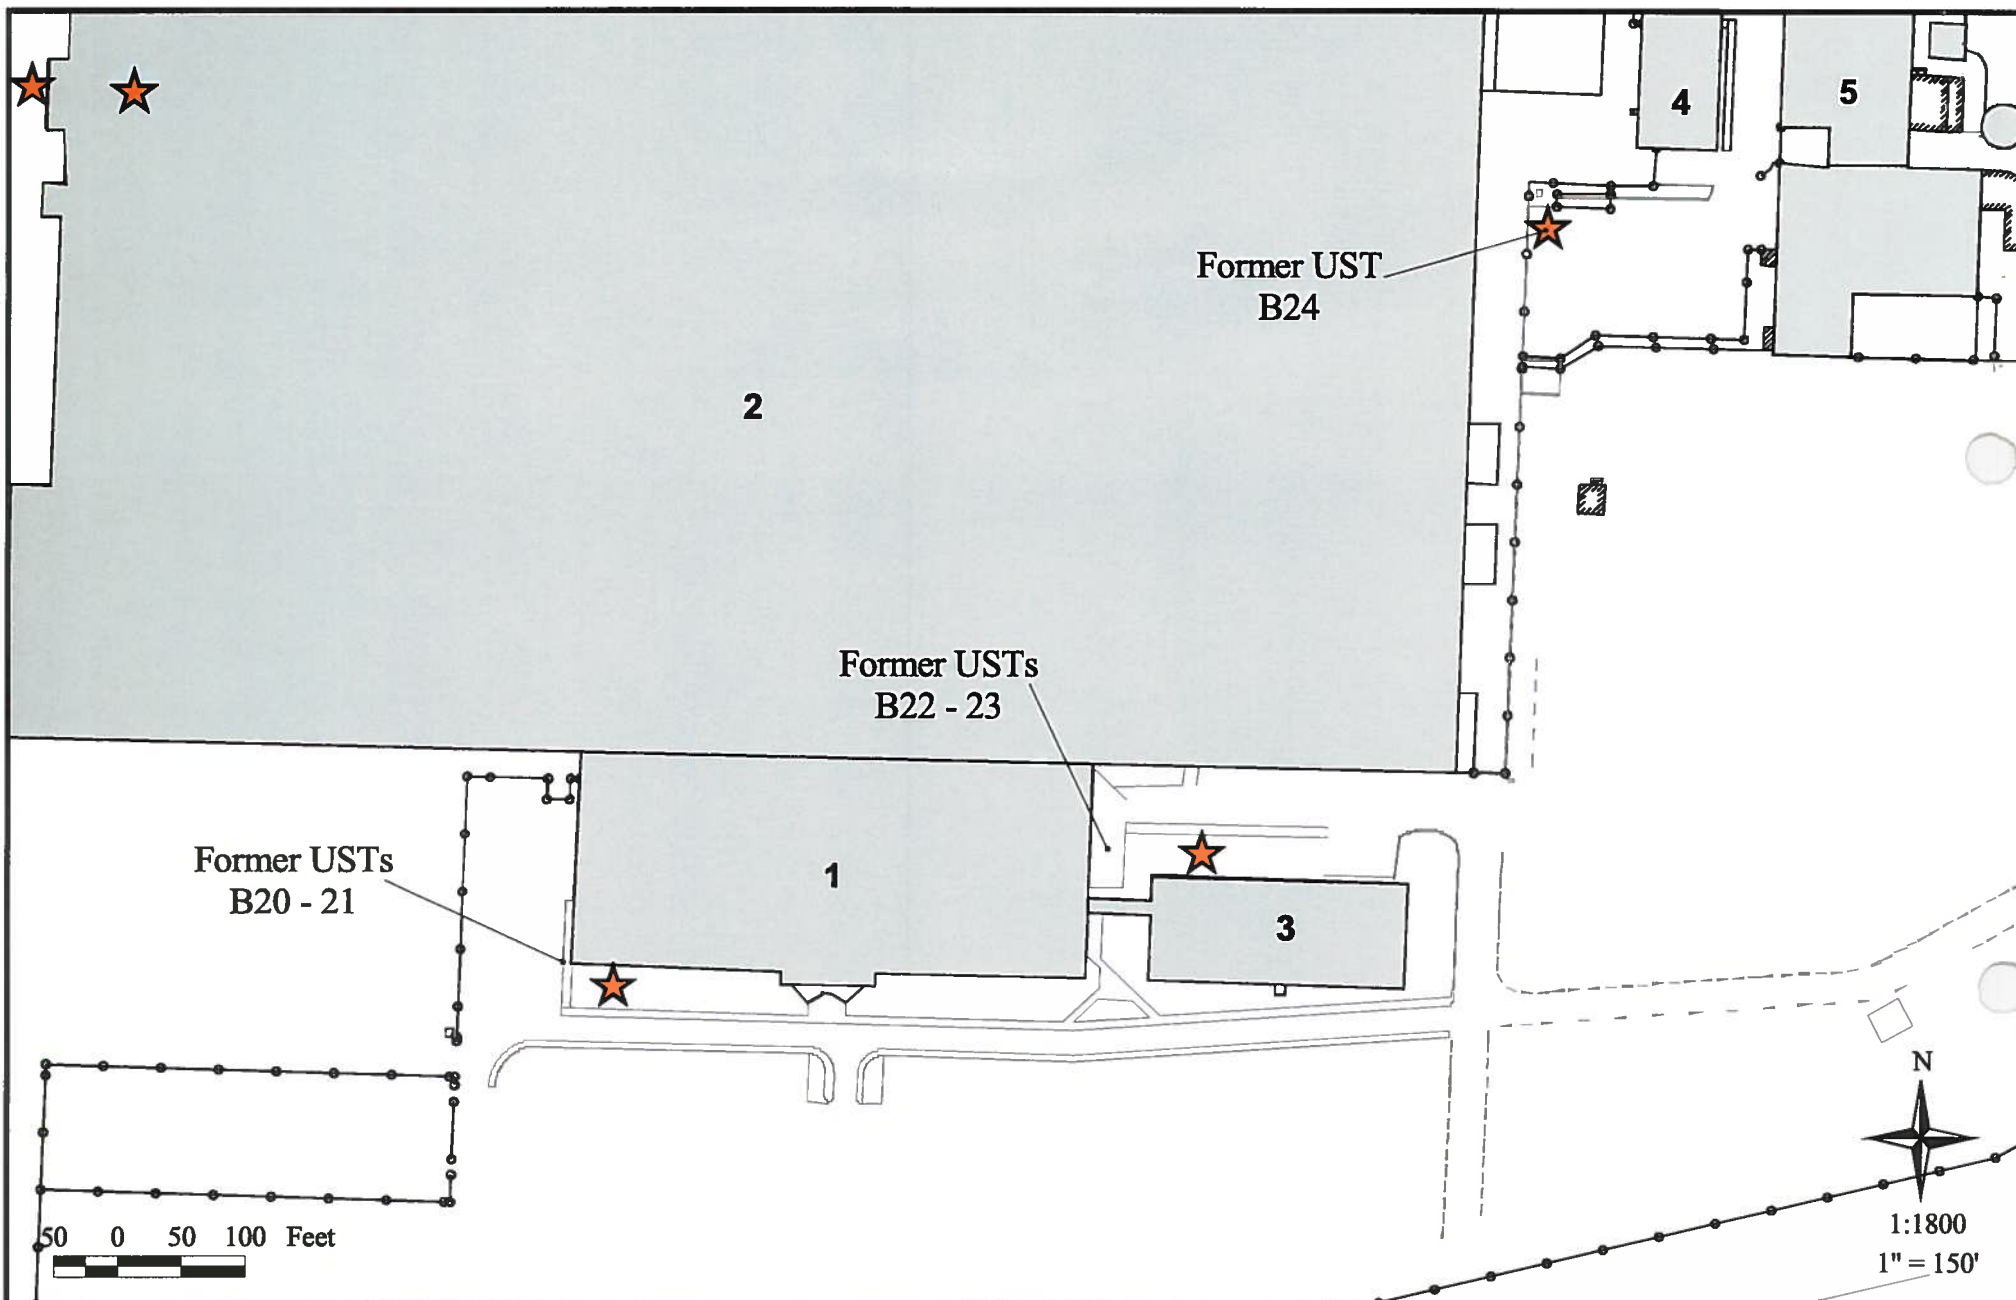 4
5
Former UST
B24
2
Former USTs
B22 - 23
Former USTs
B20 - 21
1
3
N
50 0 50 100 Feet
1:1800
1" = 150'